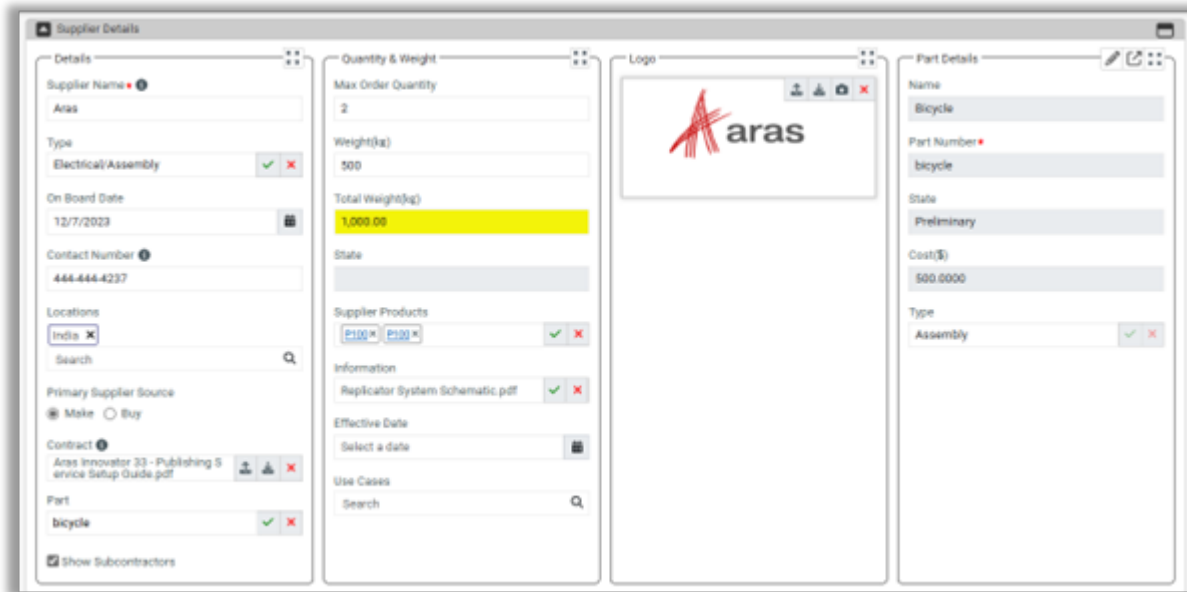 Supplier Details
Details
Supplier Name
Aras
Type
Electrical/Assembly
On Board Date
12/7/2023
Contact Number
444-444-4237
Locations
India
Search
Primary Supplier Source
Make Buy
Contract
Aras Innovator 33 - Publishing S
ervice Setup Guide.pdf
Part
bicycle
Show Subcontractors
Quantity & Weight
Max Order Quantity
2
Weight(kg)
500
Total Weight(kg)
1,000.00
State
Supplier Products
P100 P100
Information
Replicator System Schematic.pdf
Effective Date
Select a date
Use Cases
Search
Logo
aras
Part Details
Name
Bicycle
Part Number
bicycle
State
Preliminary
Cost($)
500.0000
Type
Assembly